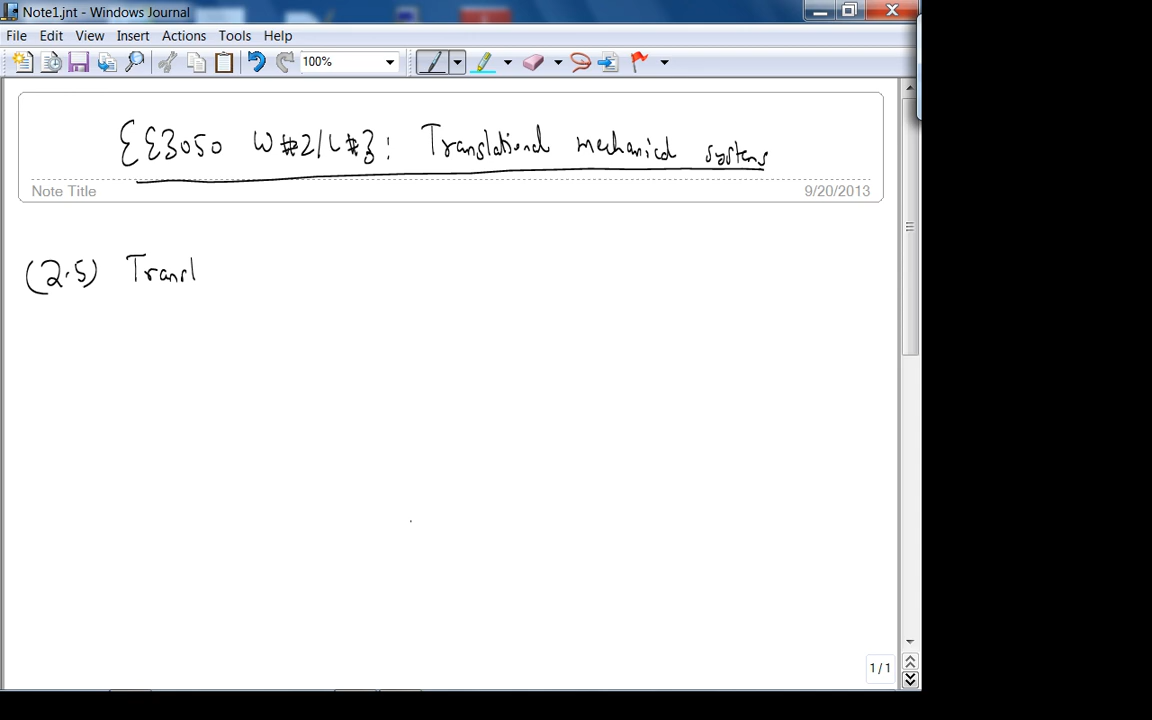 Note1.jnt - Windows Journal
File Edit View Insert Actions Tools Help
100%
EE3050 W#2/L#3: Translational mechanical systems
Note Title 9/20/2013
(2.5) Transl
1/1